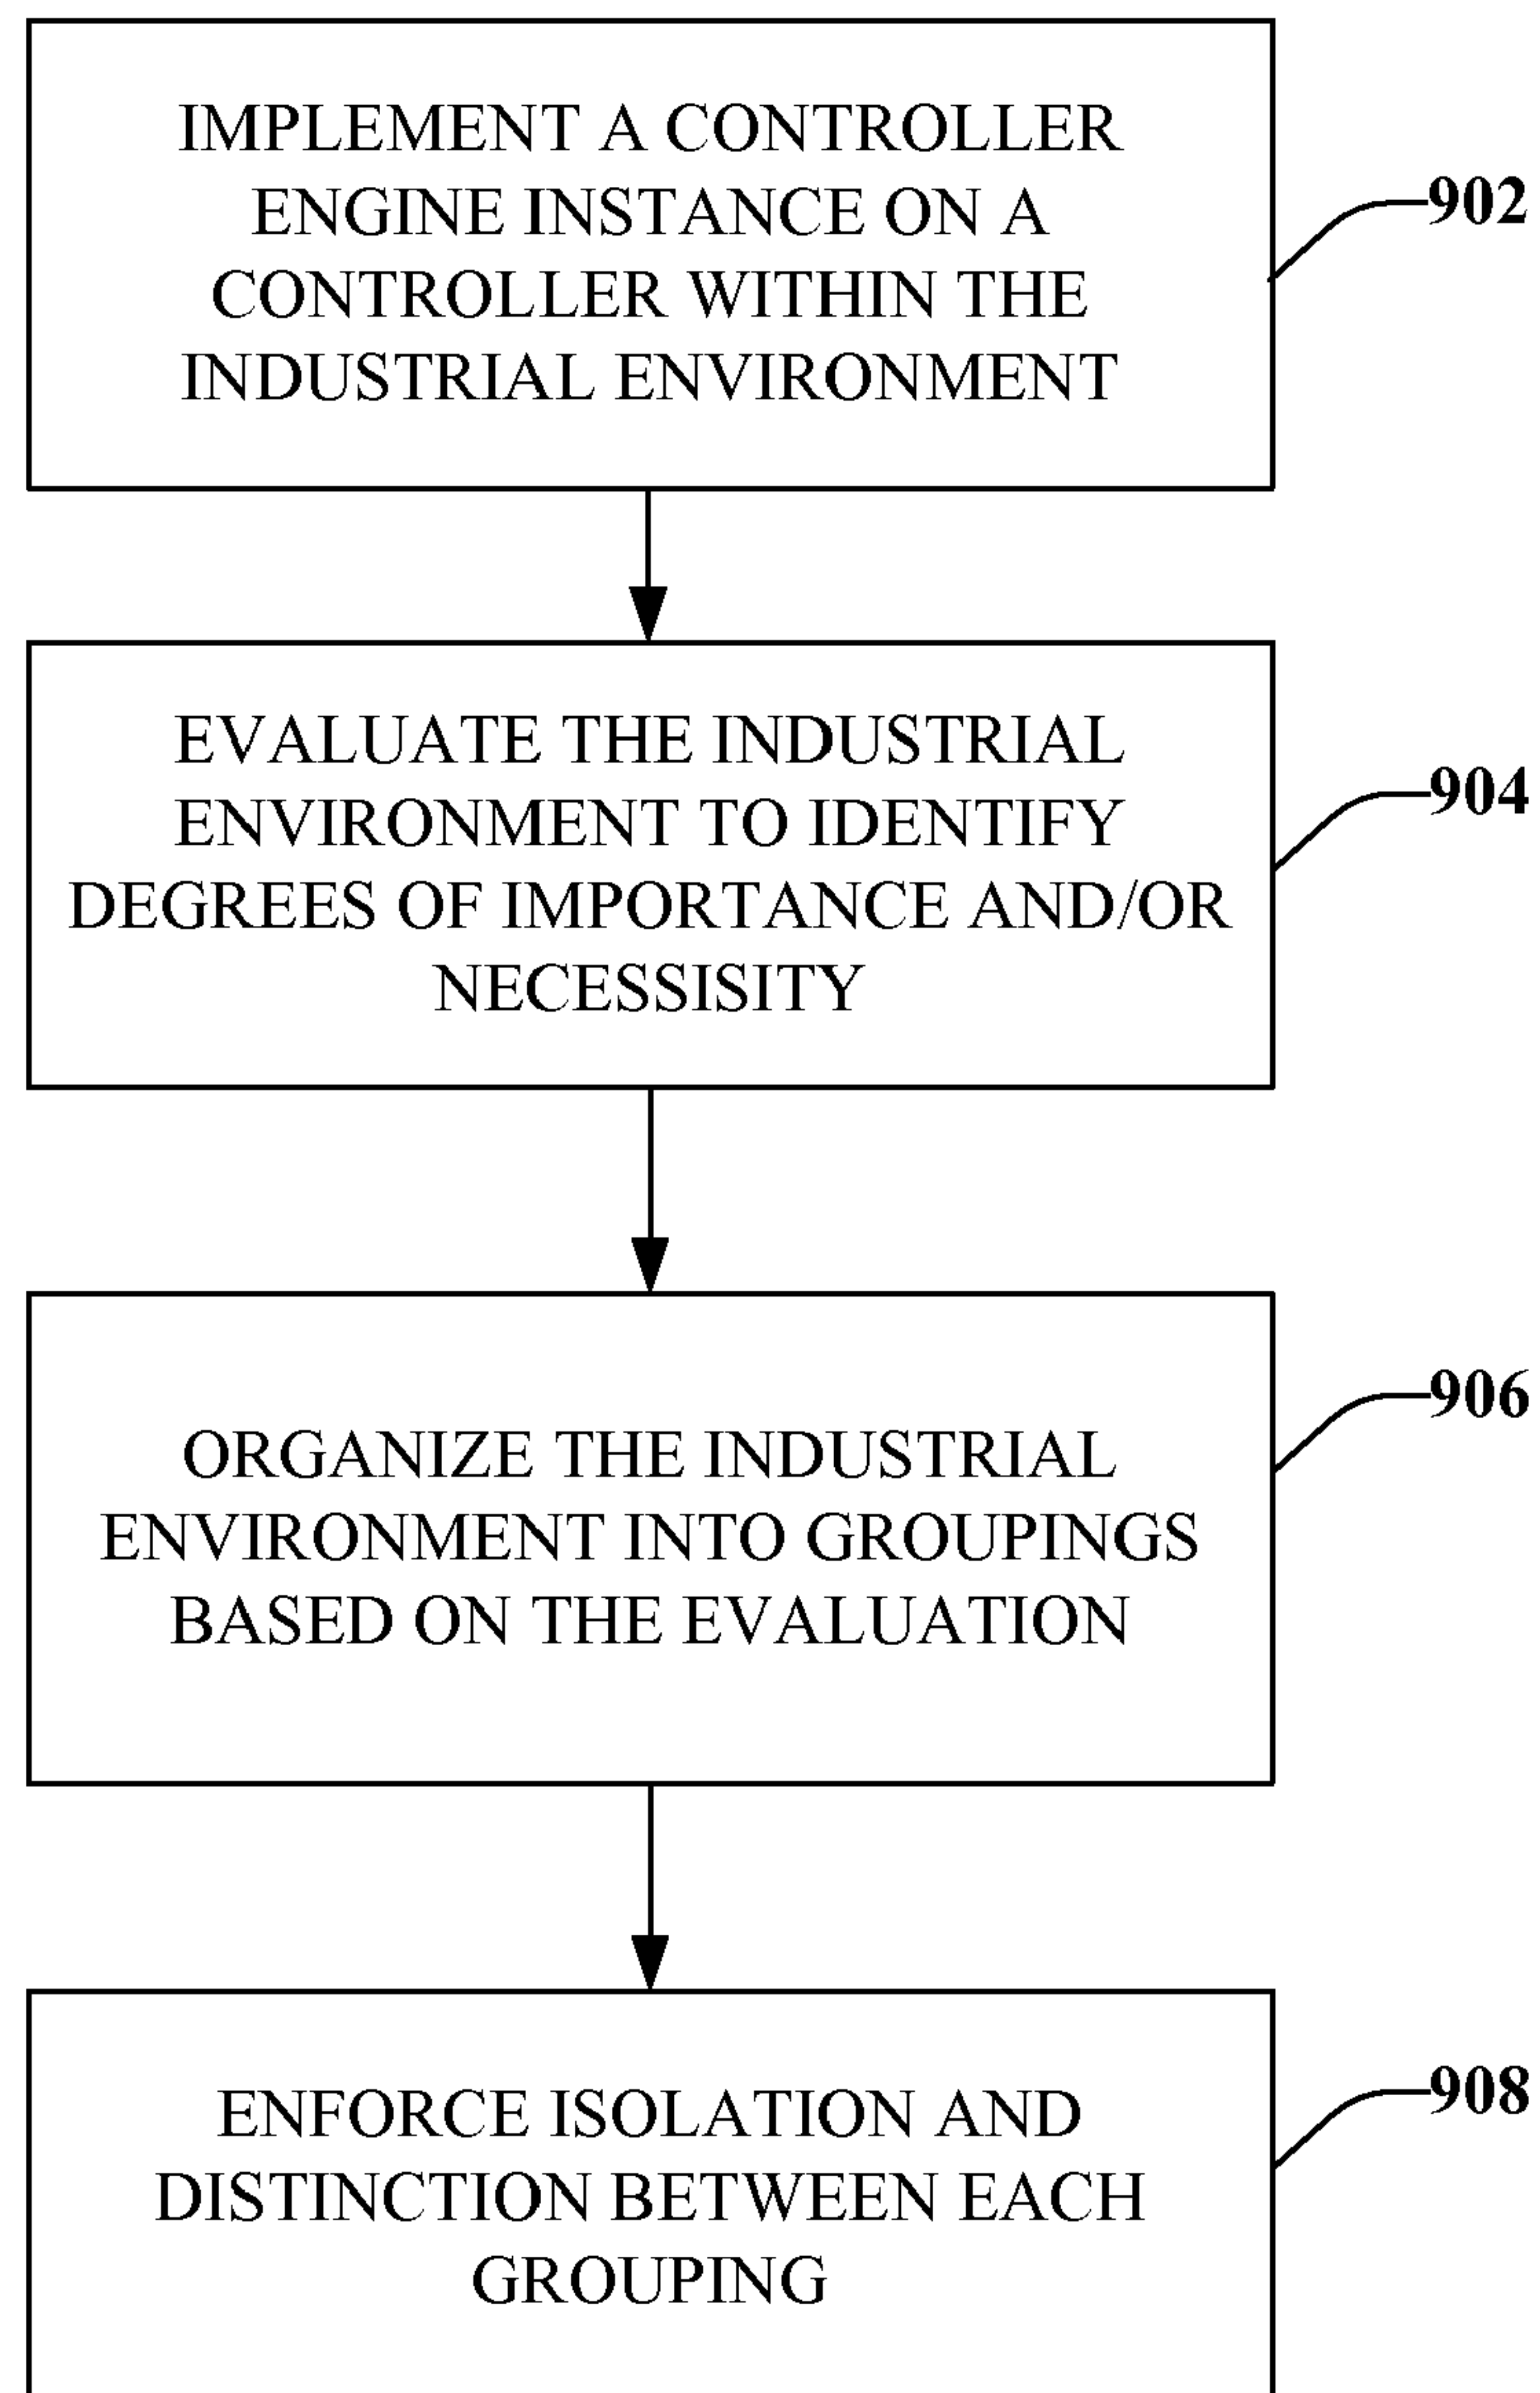 IMPLEMENT A CONTROLLER
ENGINE INSTANCE ON A
CONTROLLER WITHIN THE
INDUSTRIAL ENVIRONMENT
902
EVALUATE THE INDUSTRIAL
ENVIRONMENT TO IDENTIFY
DEGREES OF IMPORTANCE AND/OR
NECESSISITY
904
ORGANIZE THE INDUSTRIAL
ENVIRONMENT INTO GROUPINGS
BASED ON THE EVALUATION
906
ENFORCE ISOLATION AND
DISTINCTION BETWEEN EACH
GROUPING
908